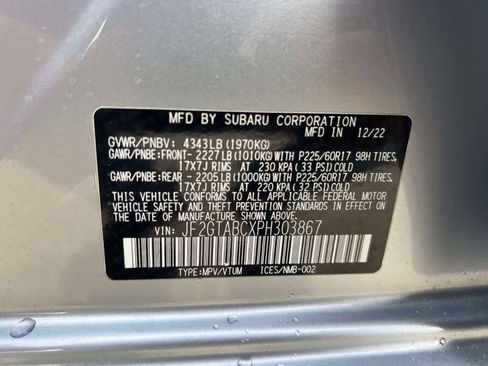 MFD BY SUBARU CORPORATION
IN JAPAN 12/22
GVWR/PNBV: 4343LB (1970KG)
GAWR/PNBE:FRONT- 2227LB (1010KG)WITH P225/60R17 98H TIRES,
17X7J RIMS AT 230 KPA ( 33 PSI) COLD
GAWR/PNBE:REAR - 2205LB (1000KG)WITH P225/60R17 98H TIRES,
17X7J RIMS AT 220 KPA ( 32 PSI) COLD
THIS VEHICLE CONFORMS TO ALL APPLICABLE FEDERAL MOTOR
VEHICLE SAFETY AND THEFT PREVENTION STANDARDS IN EFFECT
ON THE DATE OF MANUFACTURE SHOWN ABOVE.
VIN: JF2GTABCXPH303867
TYPE:MPV/VTUM ICES/NMB-002